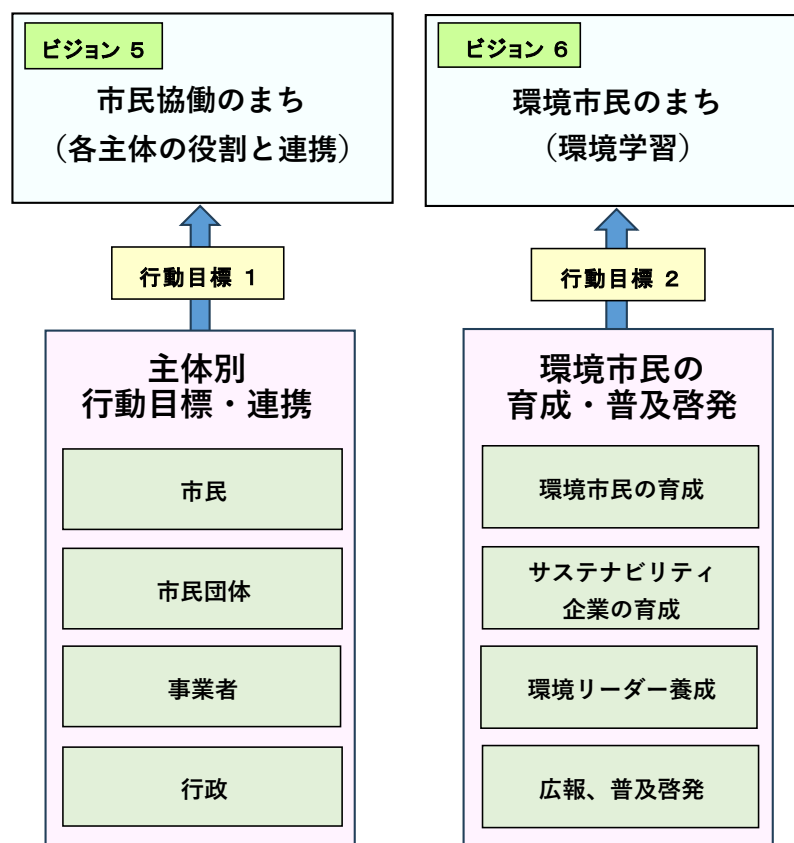 ビジョン 5
市民協働のまち
（各主体の役割と連携）
行動目標 1
主体別
行動目標・連携
市民
市民団体
事業者
行政
ビジョン 6
環境市民のまち
（環境学習）
行動目標 2
環境市民の
育成・普及啓発
環境市民の育成
サステナビリティ
企業の育成
環境リーダー養成
広報、普及啓発